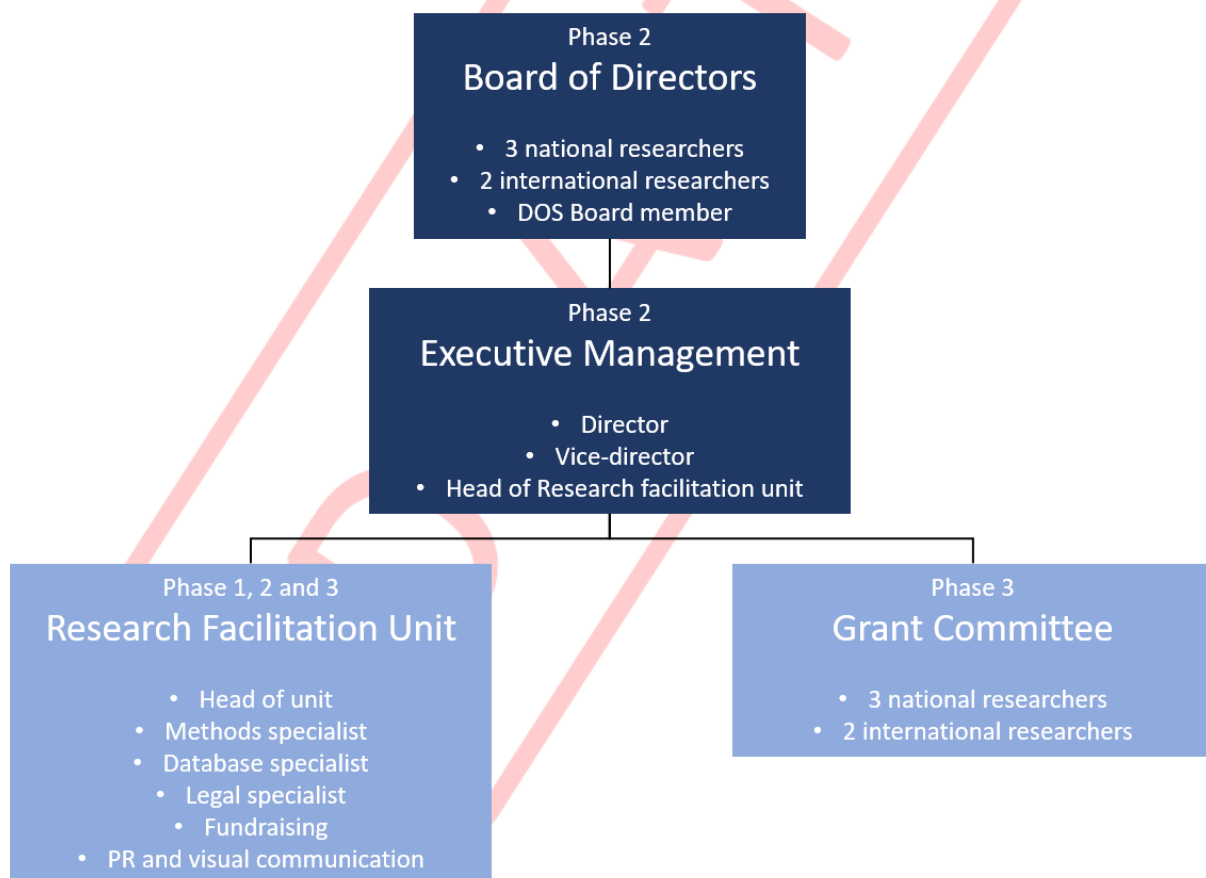 Phase 2
Board of Directors
• 3 national researchers
• 2 international researchers
• DOS Board member
Phase 2
Executive Management
• Director
• Vice-director
• Head of Research facilitation unit
Phase 1, 2 and 3
Research Facilitation Unit
• Head of unit
• Methods specialist
• Database specialist
• Legal specialist
• Fundraising
• PR and visual communication
Phase 3
Grant Committee
• 3 national researchers
• 2 international researchers